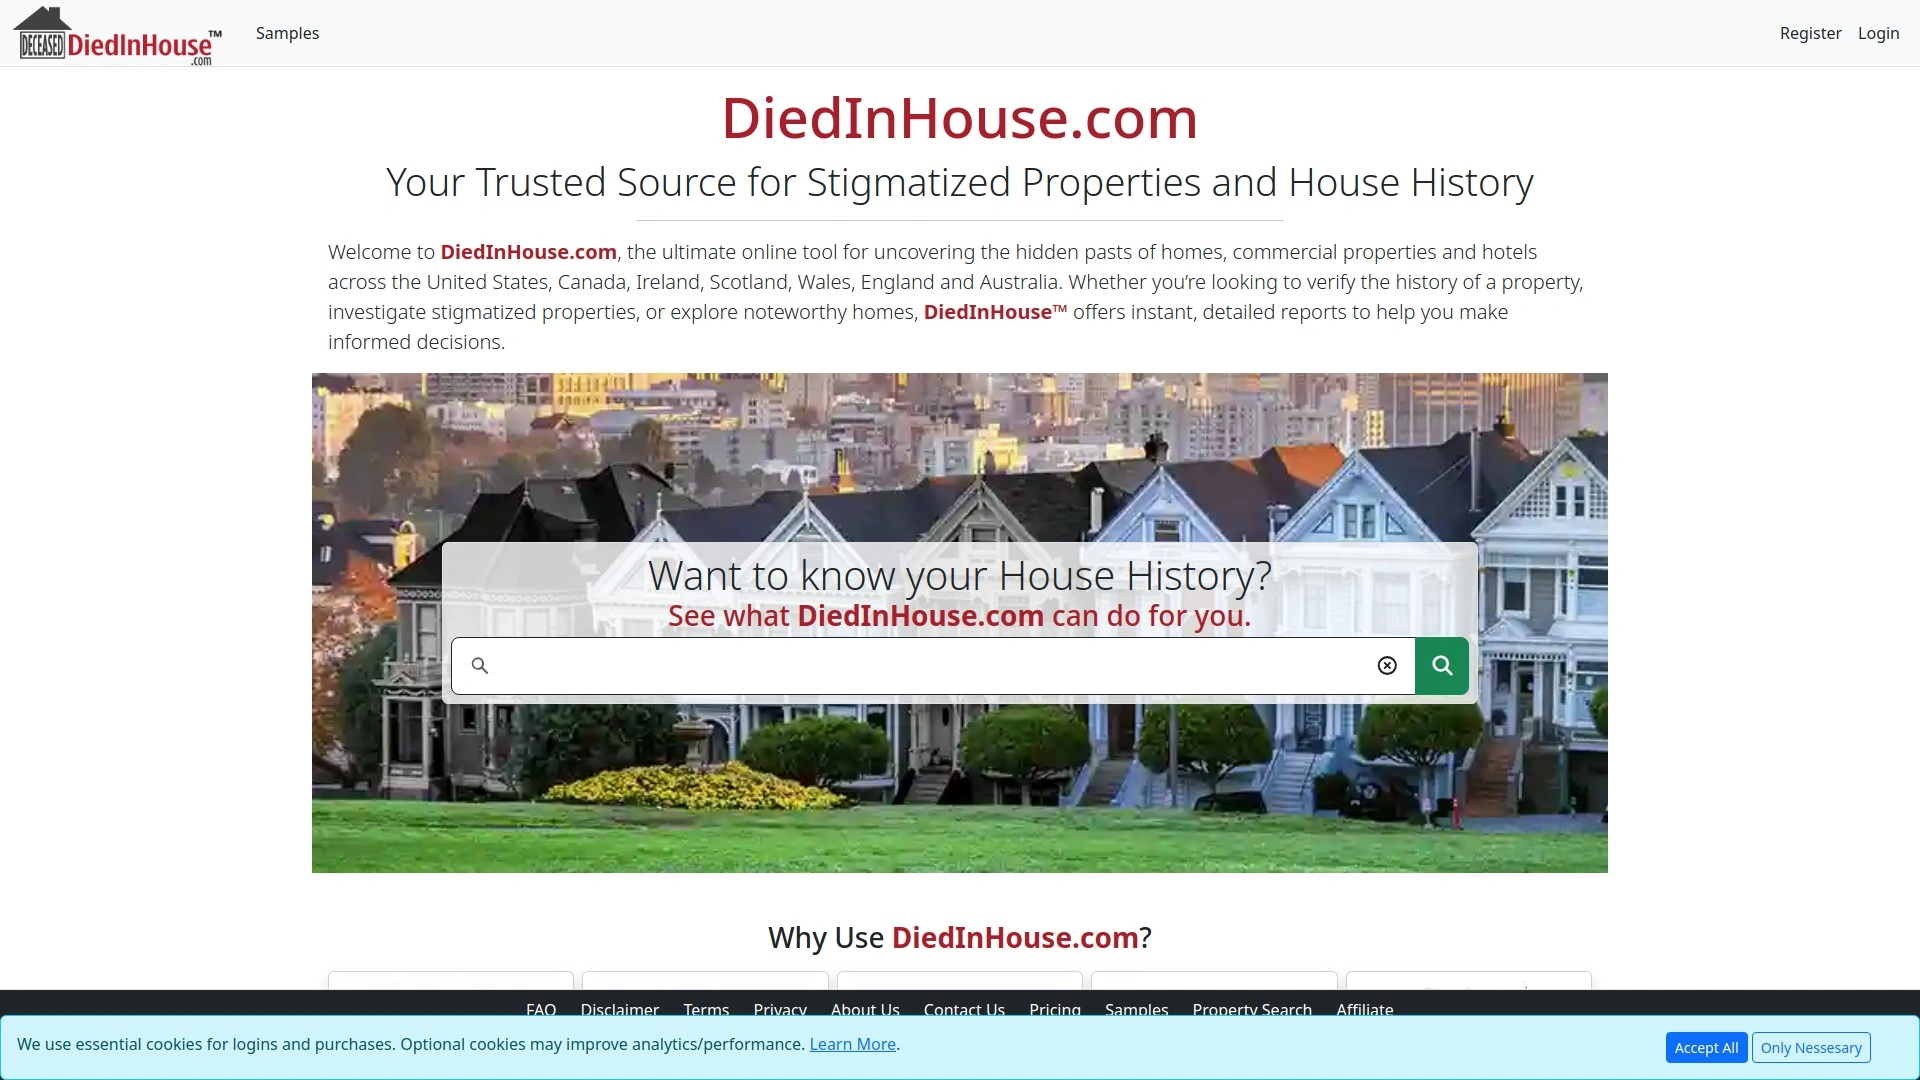 DECEASED DiedInHouse™
.com
Samples
Register Login
DiedInHouse.com
Your Trusted Source for Stigmatized Properties and House History
Welcome to DiedInHouse.com, the ultimate online tool for uncovering the hidden pasts of homes, commercial properties and hotels
across the United States, Canada, Ireland, Scotland, Wales, England and Australia. Whether you’re looking to verify the history of a property,
investigate stigmatized properties, or explore noteworthy homes, DiedInHouse™ offers instant, detailed reports to help you make
informed decisions.
Want to know your House History?
See what DiedInHouse.com can do for you.
Why Use DiedInHouse.com?
FAQ Disclaimer Terms Privacy About Us Contact Us Pricing Samples Property Search Affiliate
We use essential cookies for logins and purchases. Optional cookies may improve analytics/performance. Learn More.
Accept All Only Nessesary